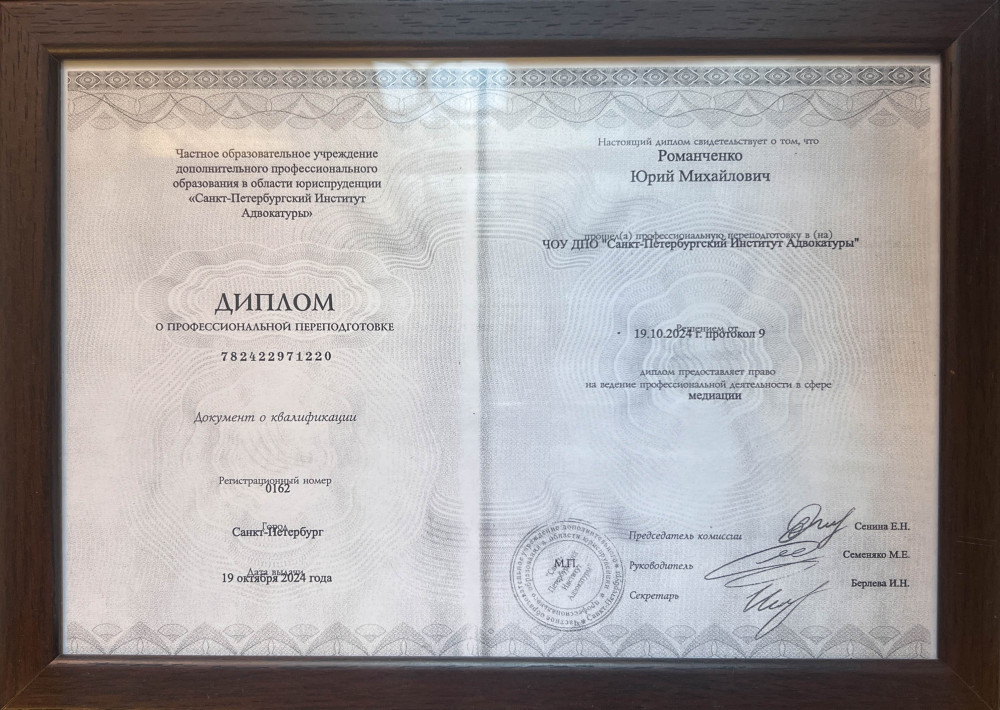 Частное образовательное учреждение
дополнительного профессионального
образования в области юриспруденции
«Санкт-Петербургский Институт
Адвокатуры»
ДИПЛОМ
О ПРОФЕССИОНАЛЬНОЙ ПЕРЕПОДГОТОВКЕ
782422971220
Документ о квалификации
Регистрационный номер
0162
Город
Санкт-Петербург
Дата выдачи
19 октября 2024 года
Настоящий диплом свидетельствует о том, что
Романченко
Юрий Михайлович
прошел(а) профессиональную переподготовку в (на)
ЧОУ ДПО "Санкт-Петербургский Институт Адвокатуры"
Решением от
19.10.2024 г. протокол 9
диплом предоставляет право
на ведение профессиональной деятельности в сфере
медиации
М.П.
Председатель комиссии Сенина Е.Н.
Руководитель Семеняко М.Е.
Секретарь Берлева И.Н.